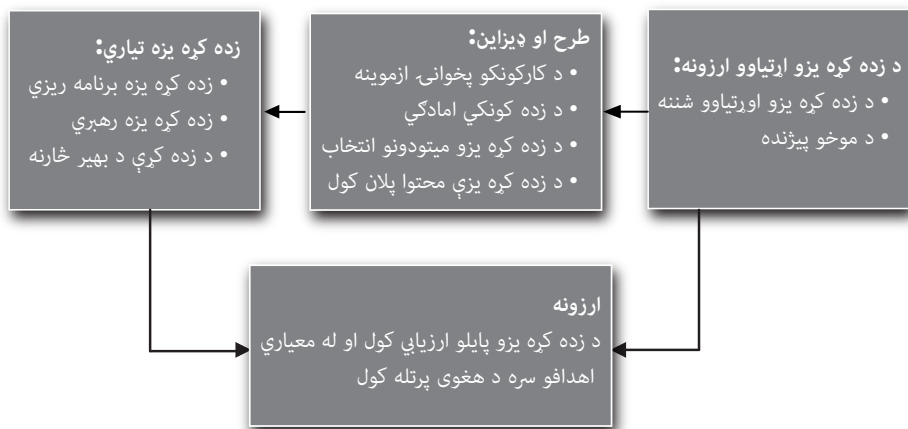 د زده کړه یزو اړتیاوو ارزونه:
• د زده کړه یزو اوړتیاوو شننه
• د موخو پیژنده
طرح او ډیزاین:
• د کارکونکو پخوانۍ ازموینه
• د زده کونکي امادګي
• د زده کړه یزو میتودونو انتخاب
• د زده کړه یزې محتوا پلان کول
زده کړه یزه تیاري:
• زده کړه یزه برنامه ریزي
• زده کړه یزه رهبري
• د زده کړې د بهیر څارنه
ارزونه
د زده کړه یزو پایلو ارزیابي کول او له معیاري
اهدافو سره د هغوی پرتله کول